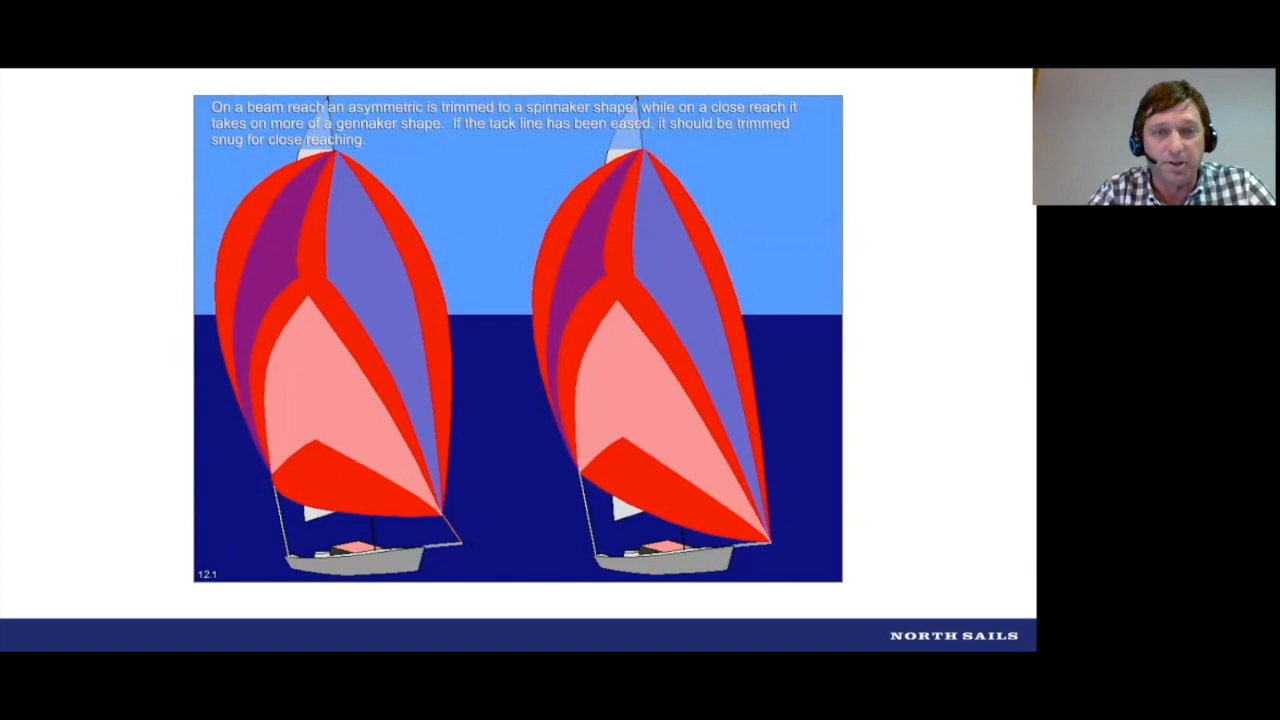 On a beam reach an asymmetric is trimmed to a spinnaker shape, while on a close reach it
takes on more of a gennaker shape.  If the tack line has been eased, it should be trimmed
snug for close reaching.
12.1
NORTH SAILS